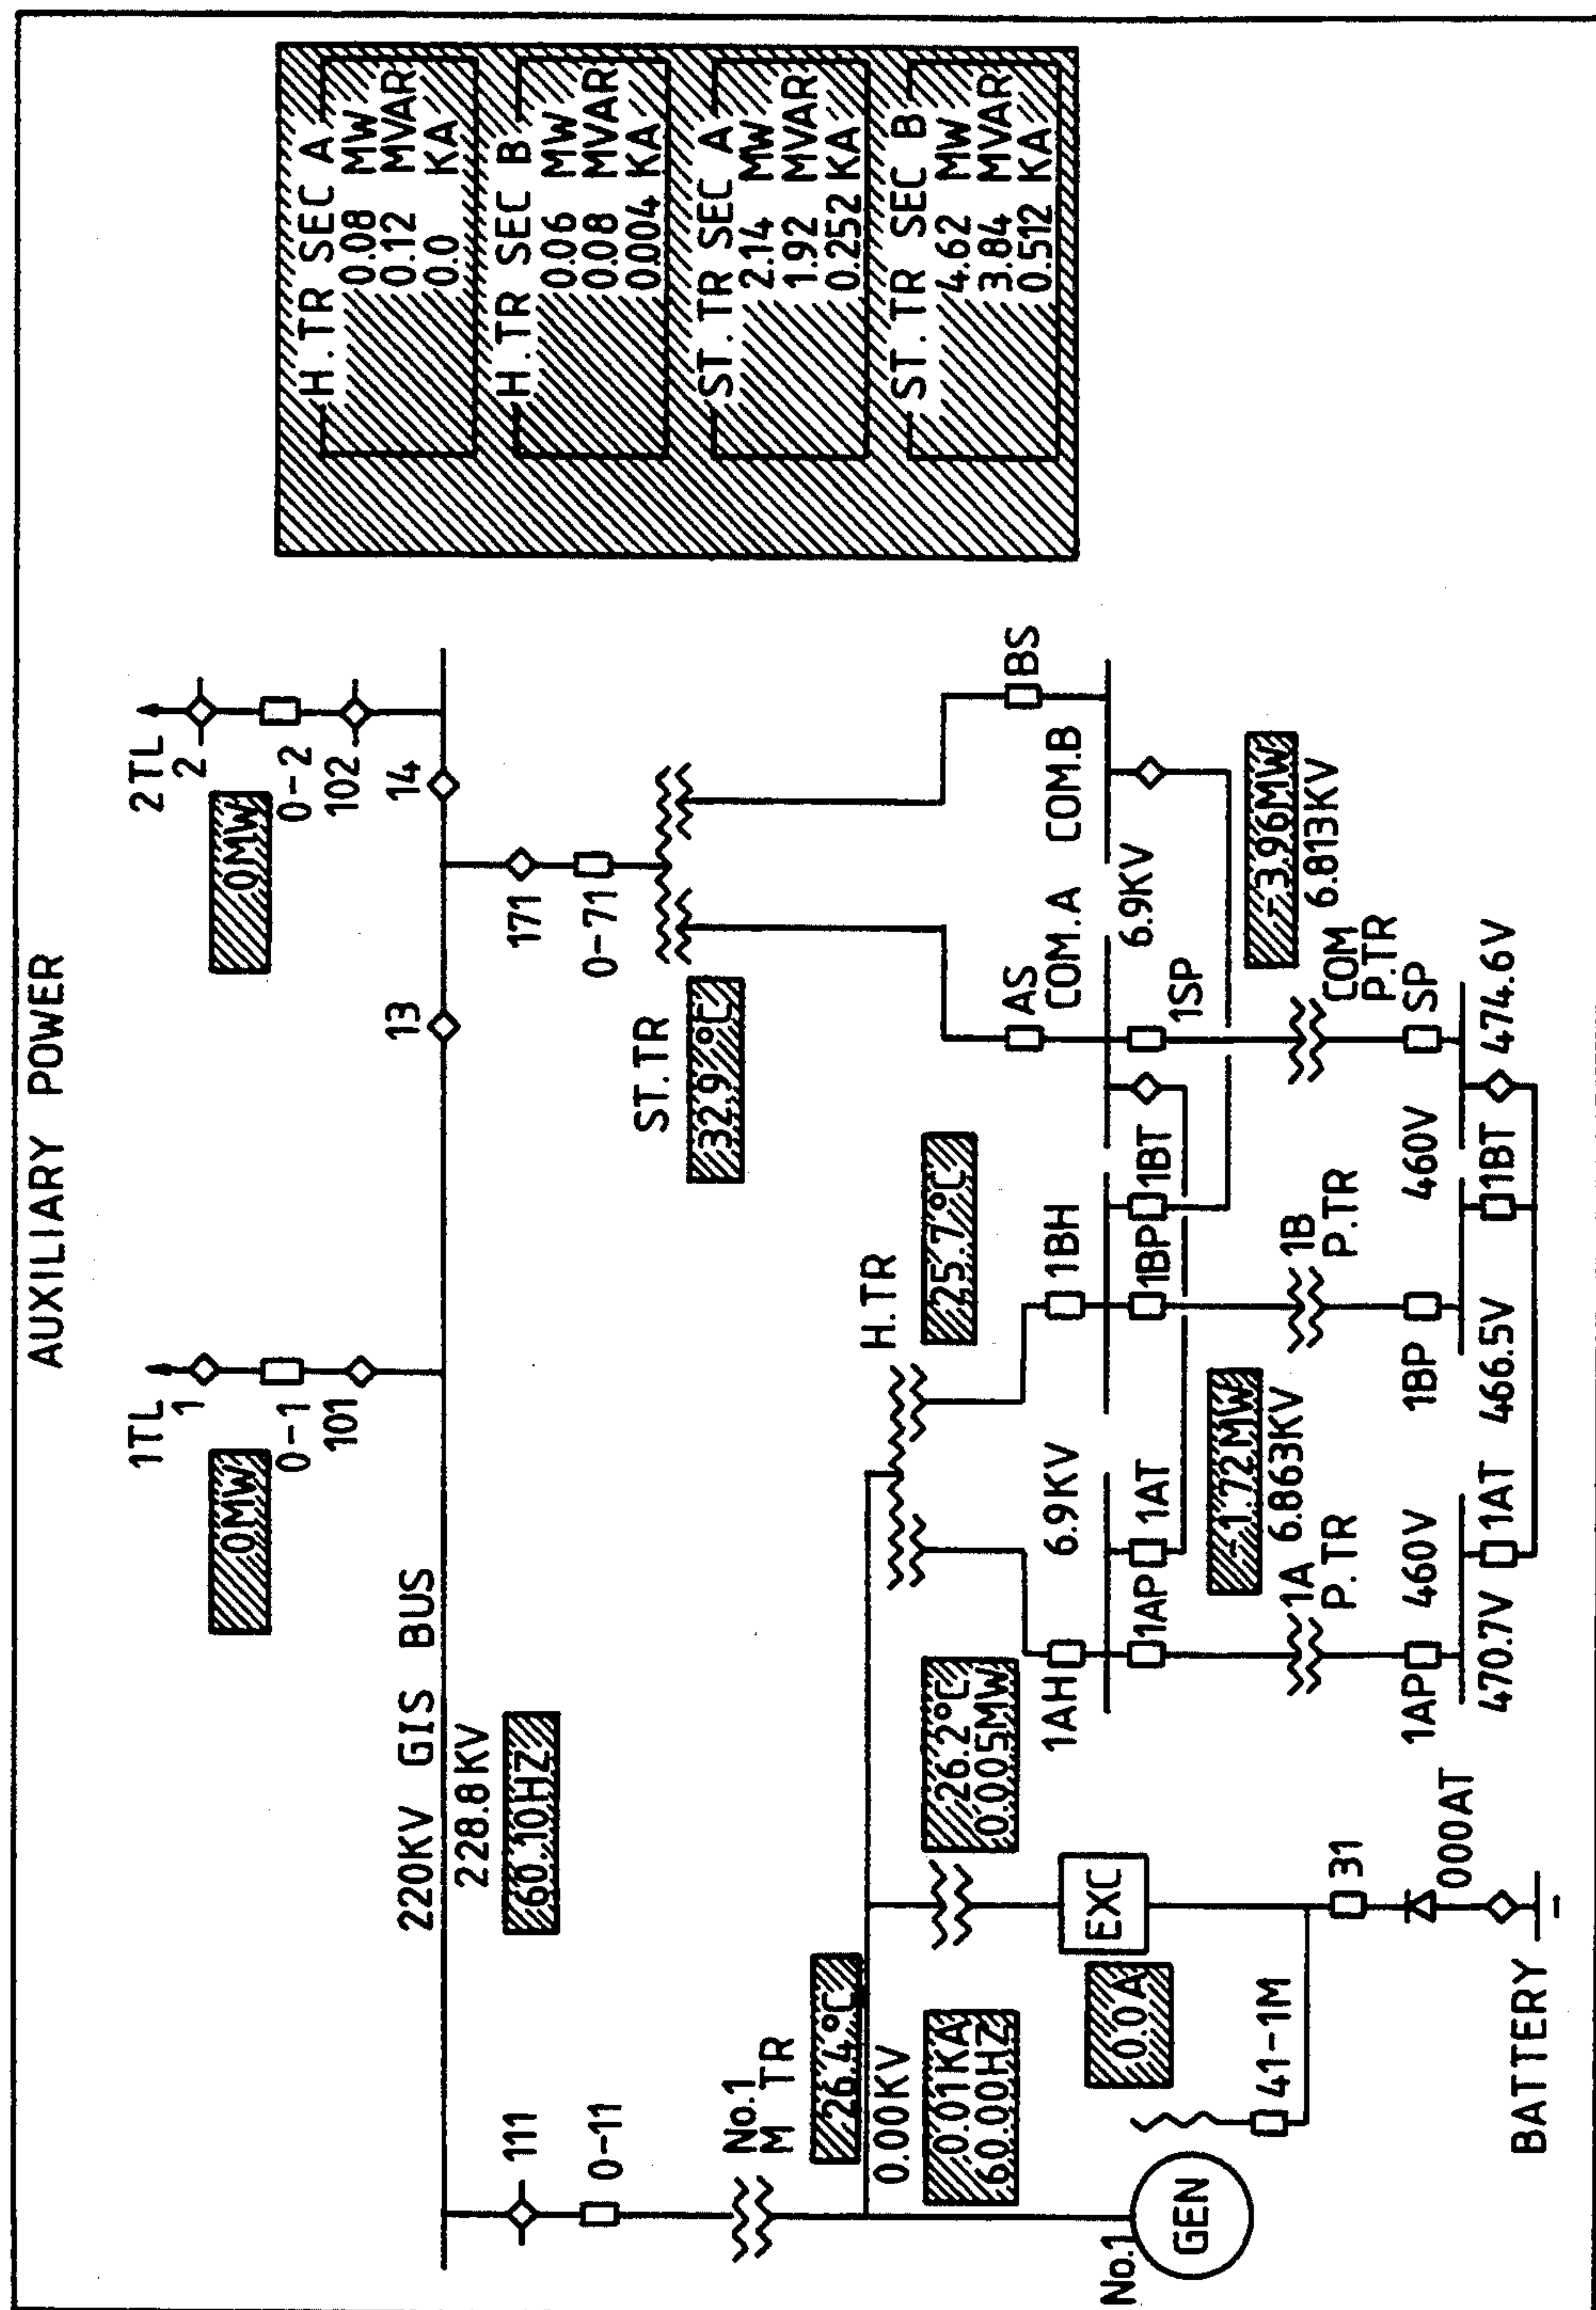 AUXILIARY POWER
1TL
1
0MW
0-1
101
2TL
2
0MW
0-2
102
220KV GIS BUS
228.8KV
60.10HZ
13
14
111
0-11
171
0-71
No.1
M TR
26.4°C
ST.TR
32.9°C
0.00KV
0.01KA
60.00HZ
26.2°C
0.005MW
H.TR
25.7°C
EXC
0.0A
No.1
GEN
41-1M
31
000AT
BATTERY
1AH
1BH
AS
BS
6.9KV
COM.A
COM.B
6.9KV
1AP
1AT
1BP
1BT
1SP
-1.72MW
6.863KV
-3.96MW
6.813KV
1A
P.TR
1B
P.TR
COM
P.TR
1AP
460V
1BP
460V
SP
470.7V
1AT
466.5V
1BT
474.6V
H.TR SEC A
0.08 MW
0.12 MVAR
0.0 KA
H.TR SEC B
0.06 MW
0.08 MVAR
0.004 KA
ST.TR SEC A
2.14 MW
1.92 MVAR
0.252 KA
ST.TR SEC B
4.62 MW
3.84 MVAR
0.512 KA